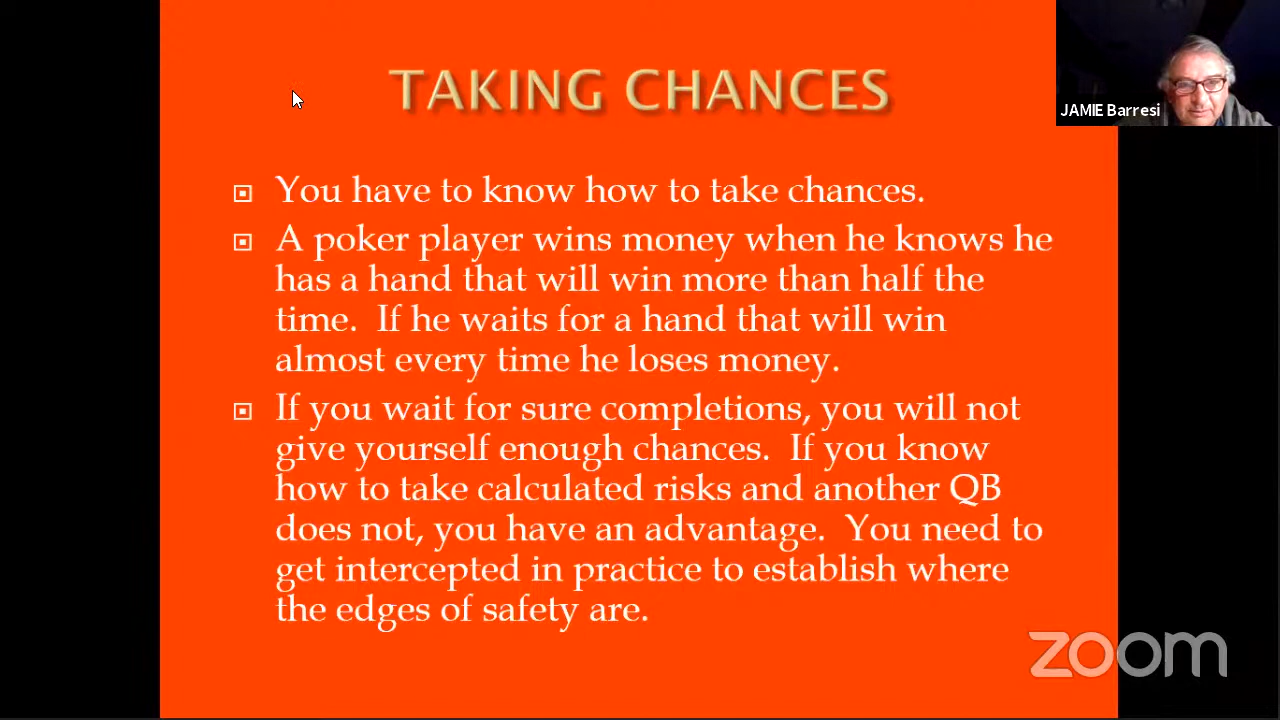 TAKING CHANCES
JAMIE Barresi
You have to know how to take chances.
A poker player wins money when he knows he
has a hand that will win more than half the
time.  If he waits for a hand that will win
almost every time he loses money.
If you wait for sure completions, you will not
give yourself enough chances.  If you know
how to take calculated risks and another QB
does not, you have an advantage.  You need to
get intercepted in practice to establish where
the edges of safety are.
zoom